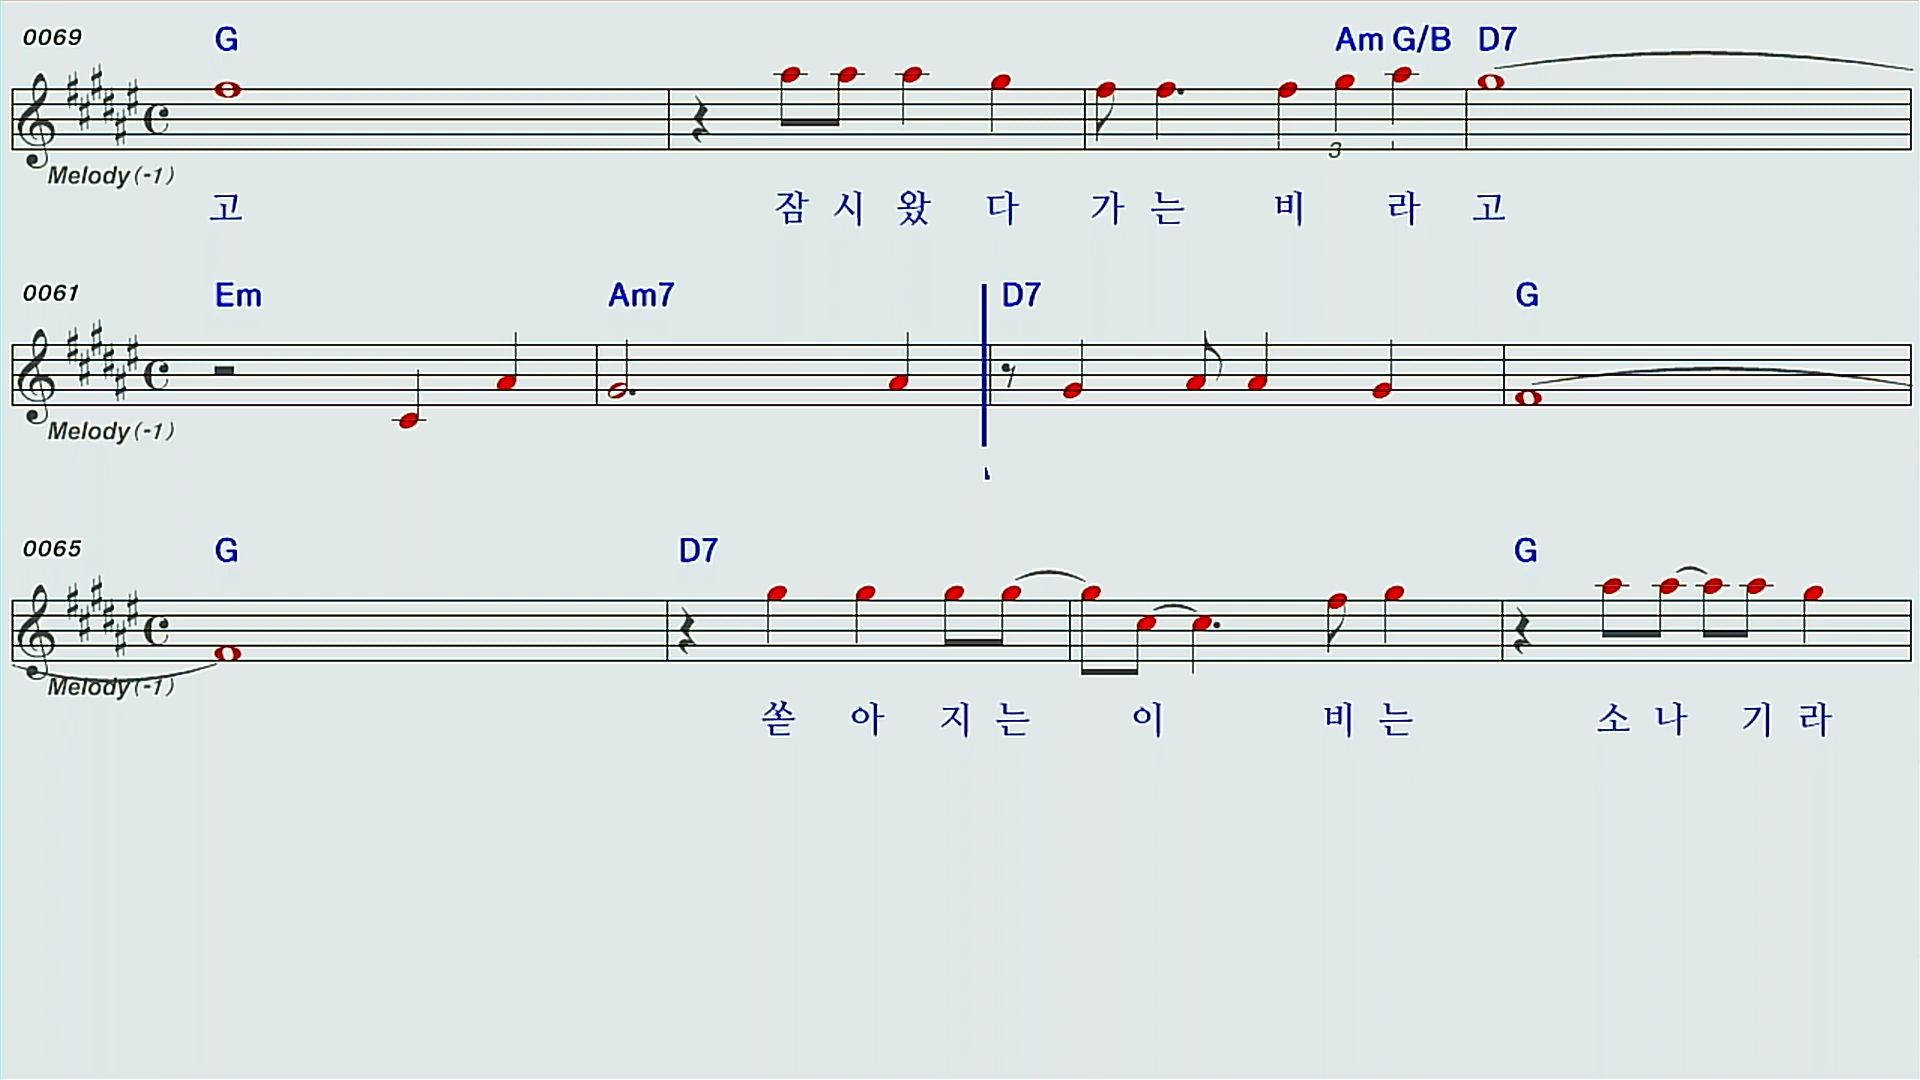 0069 G Am G/B D7
3
Melody(-1)
고 잠 시 왔 다 가 는 비 라 고
0061 Em Am7 D7 G
Melody(-1)
0065 G D7 G
Melody(-1)
쏟 아 지 는 이 비 는 소 나 기 라